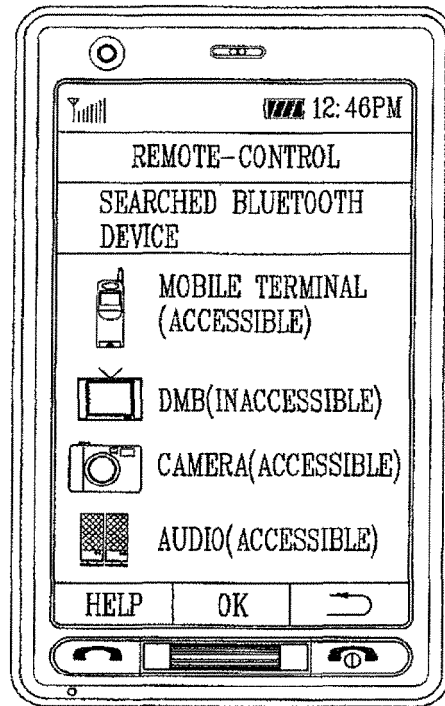 12:46PM
REMOTE-CONTROL
SEARCHED BLUETOOTH
DEVICE
MOBILE TERMINAL
(ACCESSIBLE)
DMB(INACCESSIBLE)
CAMERA(ACCESSIBLE)
AUDIO(ACCESSIBLE)
HELP OK